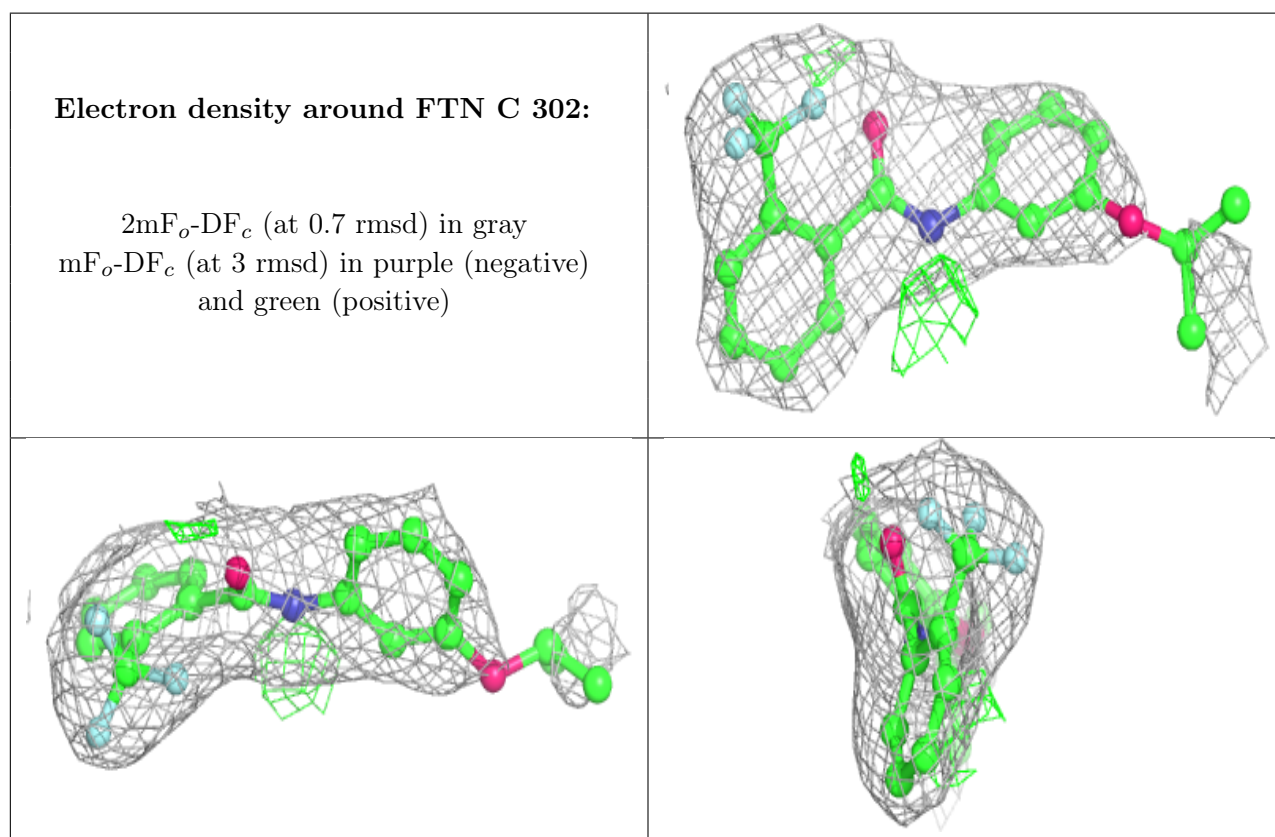 Electron density around FTN C 302:
2mFₒ-DF𝒸 (at 0.7 rmsd) in gray
mFₒ-DF𝒸 (at 3 rmsd) in purple (negative)
and green (positive)